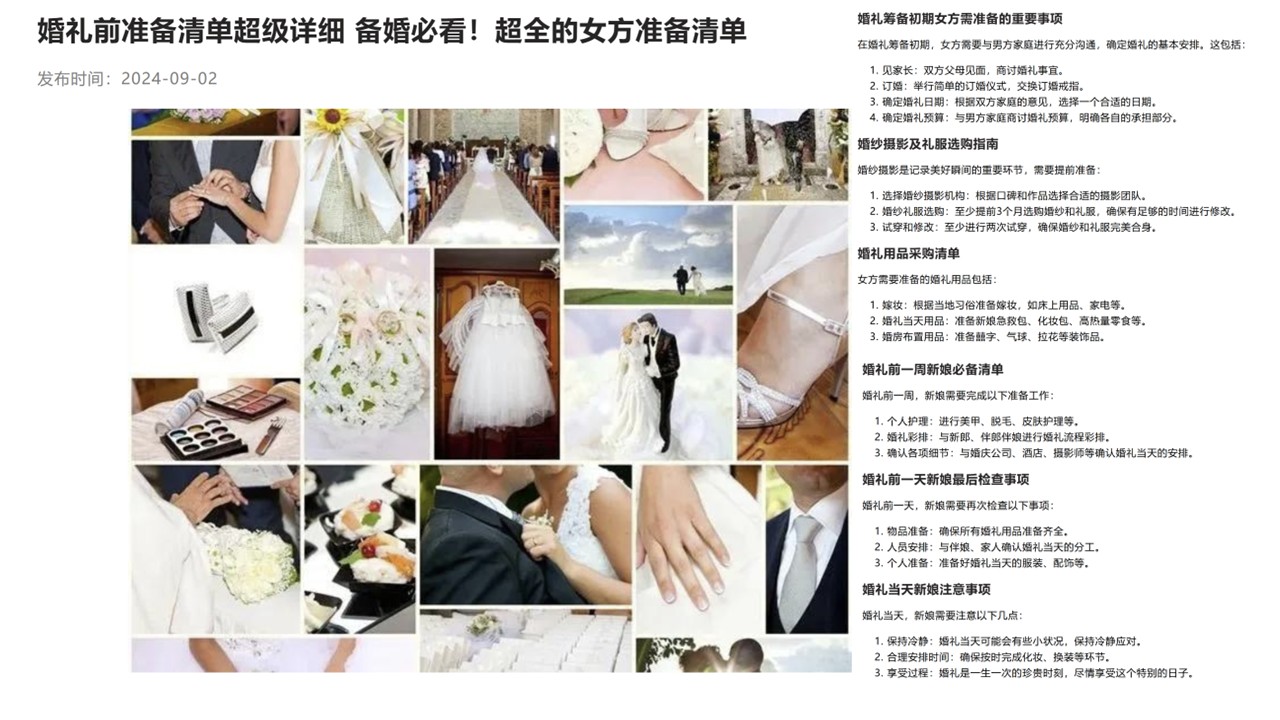 婚礼前准备清单超级详细 备婚必看！超全的女方准备清单
发布时间：2024-09-02
婚礼筹备初期女方需准备的重要事项
在婚礼筹备初期，女方需要与男方家庭进行充分沟通，确定婚礼的基本安排。这包括：
1. 见家长：双方父母见面，商讨婚礼事宜。
2. 订婚：举行简单的订婚仪式，交换订婚戒指。
3. 确定婚礼日期：根据双方家庭的意见，选择一个合适的日期。
4. 确定婚礼预算：与男方家庭商讨婚礼预算，明确各自的承担部分。
婚纱摄影及礼服选购指南
婚纱摄影是记录美好瞬间的重要环节，需要提前准备：
1. 选择婚纱摄影机构：根据口碑和作品选择合适的摄影团队。
2. 婚纱礼服选购：至少提前3个月选购婚纱和礼服，确保有足够的时间进行修改。
3. 试穿和修改：至少进行两次试穿，确保婚纱和礼服完美合身。
婚礼用品采购清单
女方需要准备的婚礼用品包括：
1. 嫁妆：根据当地习俗准备嫁妆，如床上用品、家电等。
2. 婚礼当天用品：准备新娘急救包、化妆包、高热量零食等。
3. 婚房布置用品：准备囍字、气球、拉花等装饰品。
婚礼前一周新娘必备清单
婚礼前一周，新娘需要完成以下准备工作：
1. 个人护理：进行美甲、脱毛、皮肤护理等。
2. 婚礼彩排：与新郎、伴郎伴娘进行婚礼流程彩排。
3. 确认各项细节：与婚庆公司、酒店、摄影师等确认婚礼当天的安排。
婚礼前一天新娘最后检查事项
婚礼前一天，新娘需要再次检查以下事项：
1. 物品准备：确保所有婚礼用品准备齐全。
2. 人员安排：与伴娘、家人确认婚礼当天的分工。
3. 个人准备：准备好婚礼当天的服装、配饰等。
婚礼当天新娘注意事项
婚礼当天，新娘需要注意以下几点：
1. 保持冷静：婚礼当天可能会有些小状况，保持冷静应对。
2. 合理安排时间：确保按时完成化妆、换装等环节。
3. 享受过程：婚礼是一生一次的珍贵时刻，尽情享受这个特别的日子。